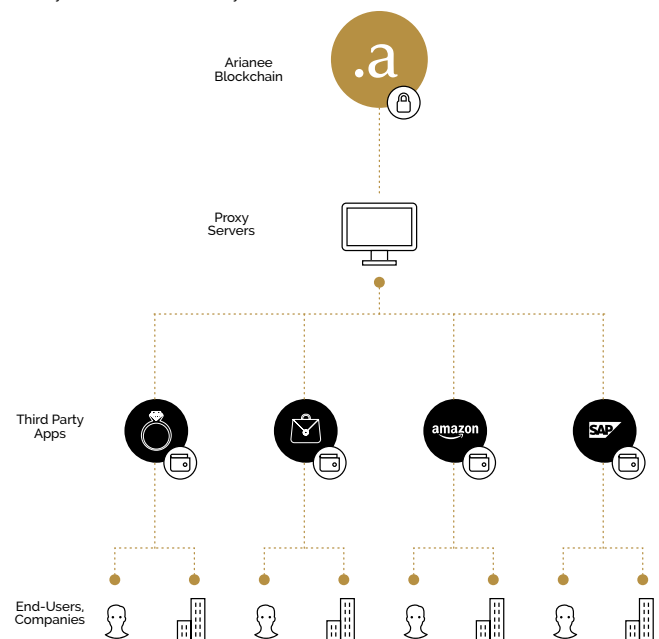 Arianee
Blockchain
.a
Proxy
Servers
Third Party
Apps
amazon
SAP
End-Users,
Companies